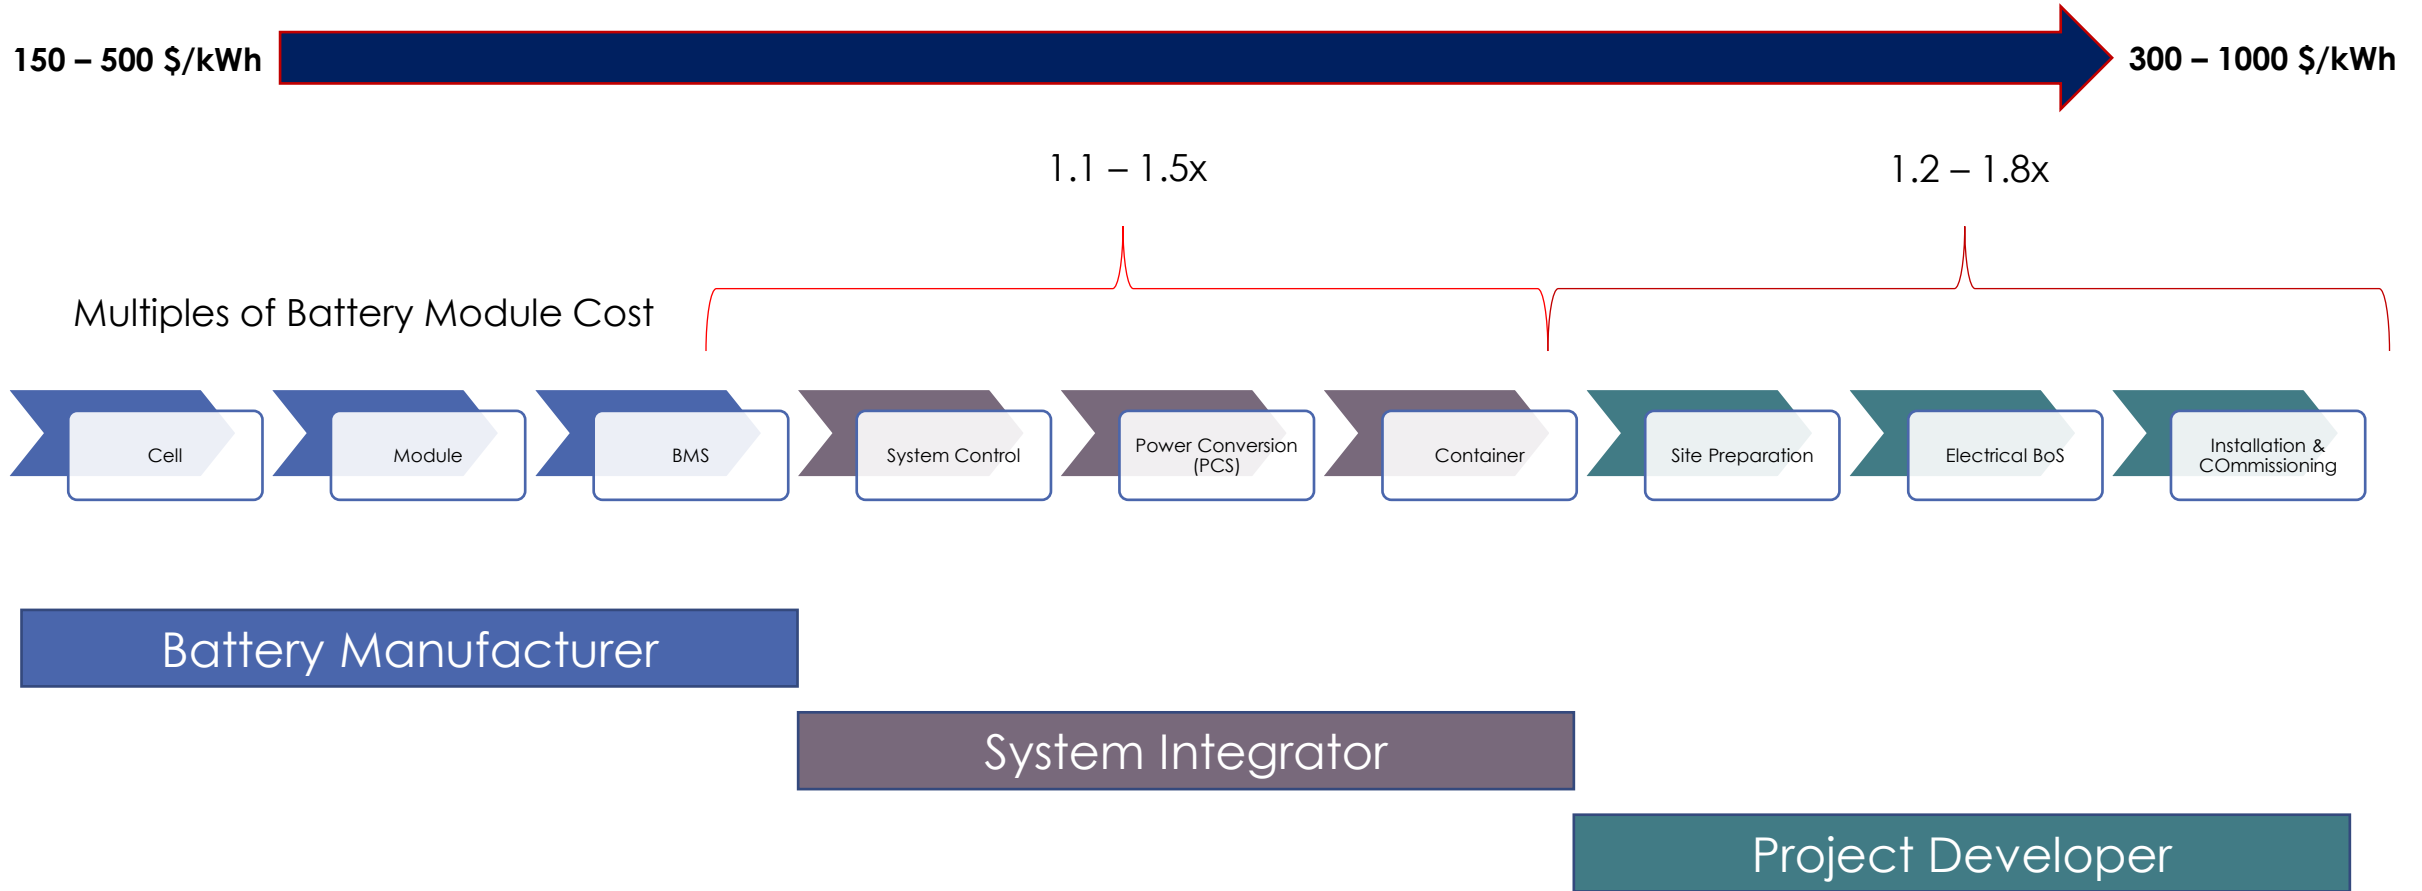 150 – 500 $/kWh
300 – 1000 $/kWh
1.1 – 1.5x
1.2 – 1.8x
Multiples of Battery Module Cost
Cell
Module
BMS
System Control
Power Conversion
(PCS)
Container
Site Preparation
Electrical BoS
Installation &
COmmissioning
Battery Manufacturer
System Integrator
Project Developer